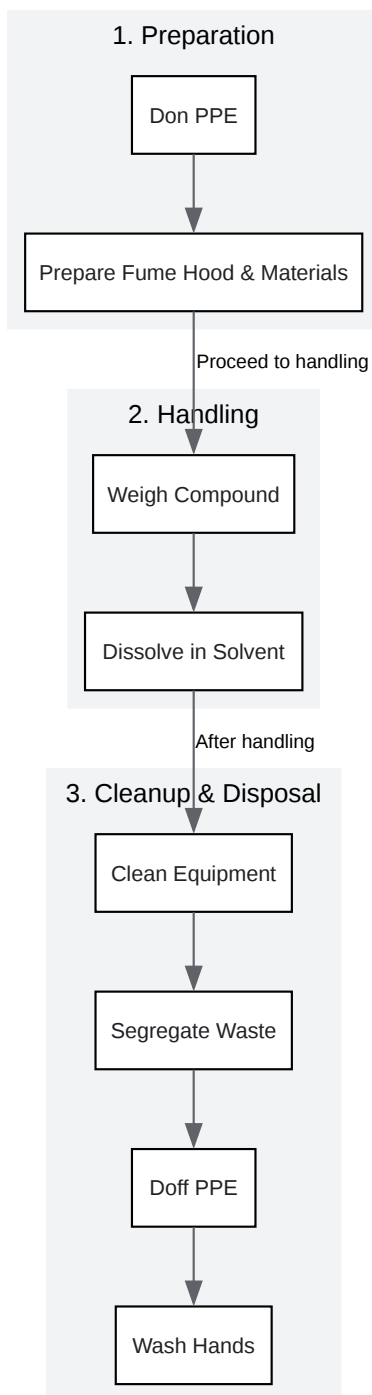 1. Preparation
Don PPE
Prepare Fume Hood & Materials
Proceed to handling
2. Handling
Weigh Compound
Dissolve in Solvent
After handling
3. Cleanup & Disposal
Clean Equipment
Segregate Waste
Doff PPE
Wash Hands